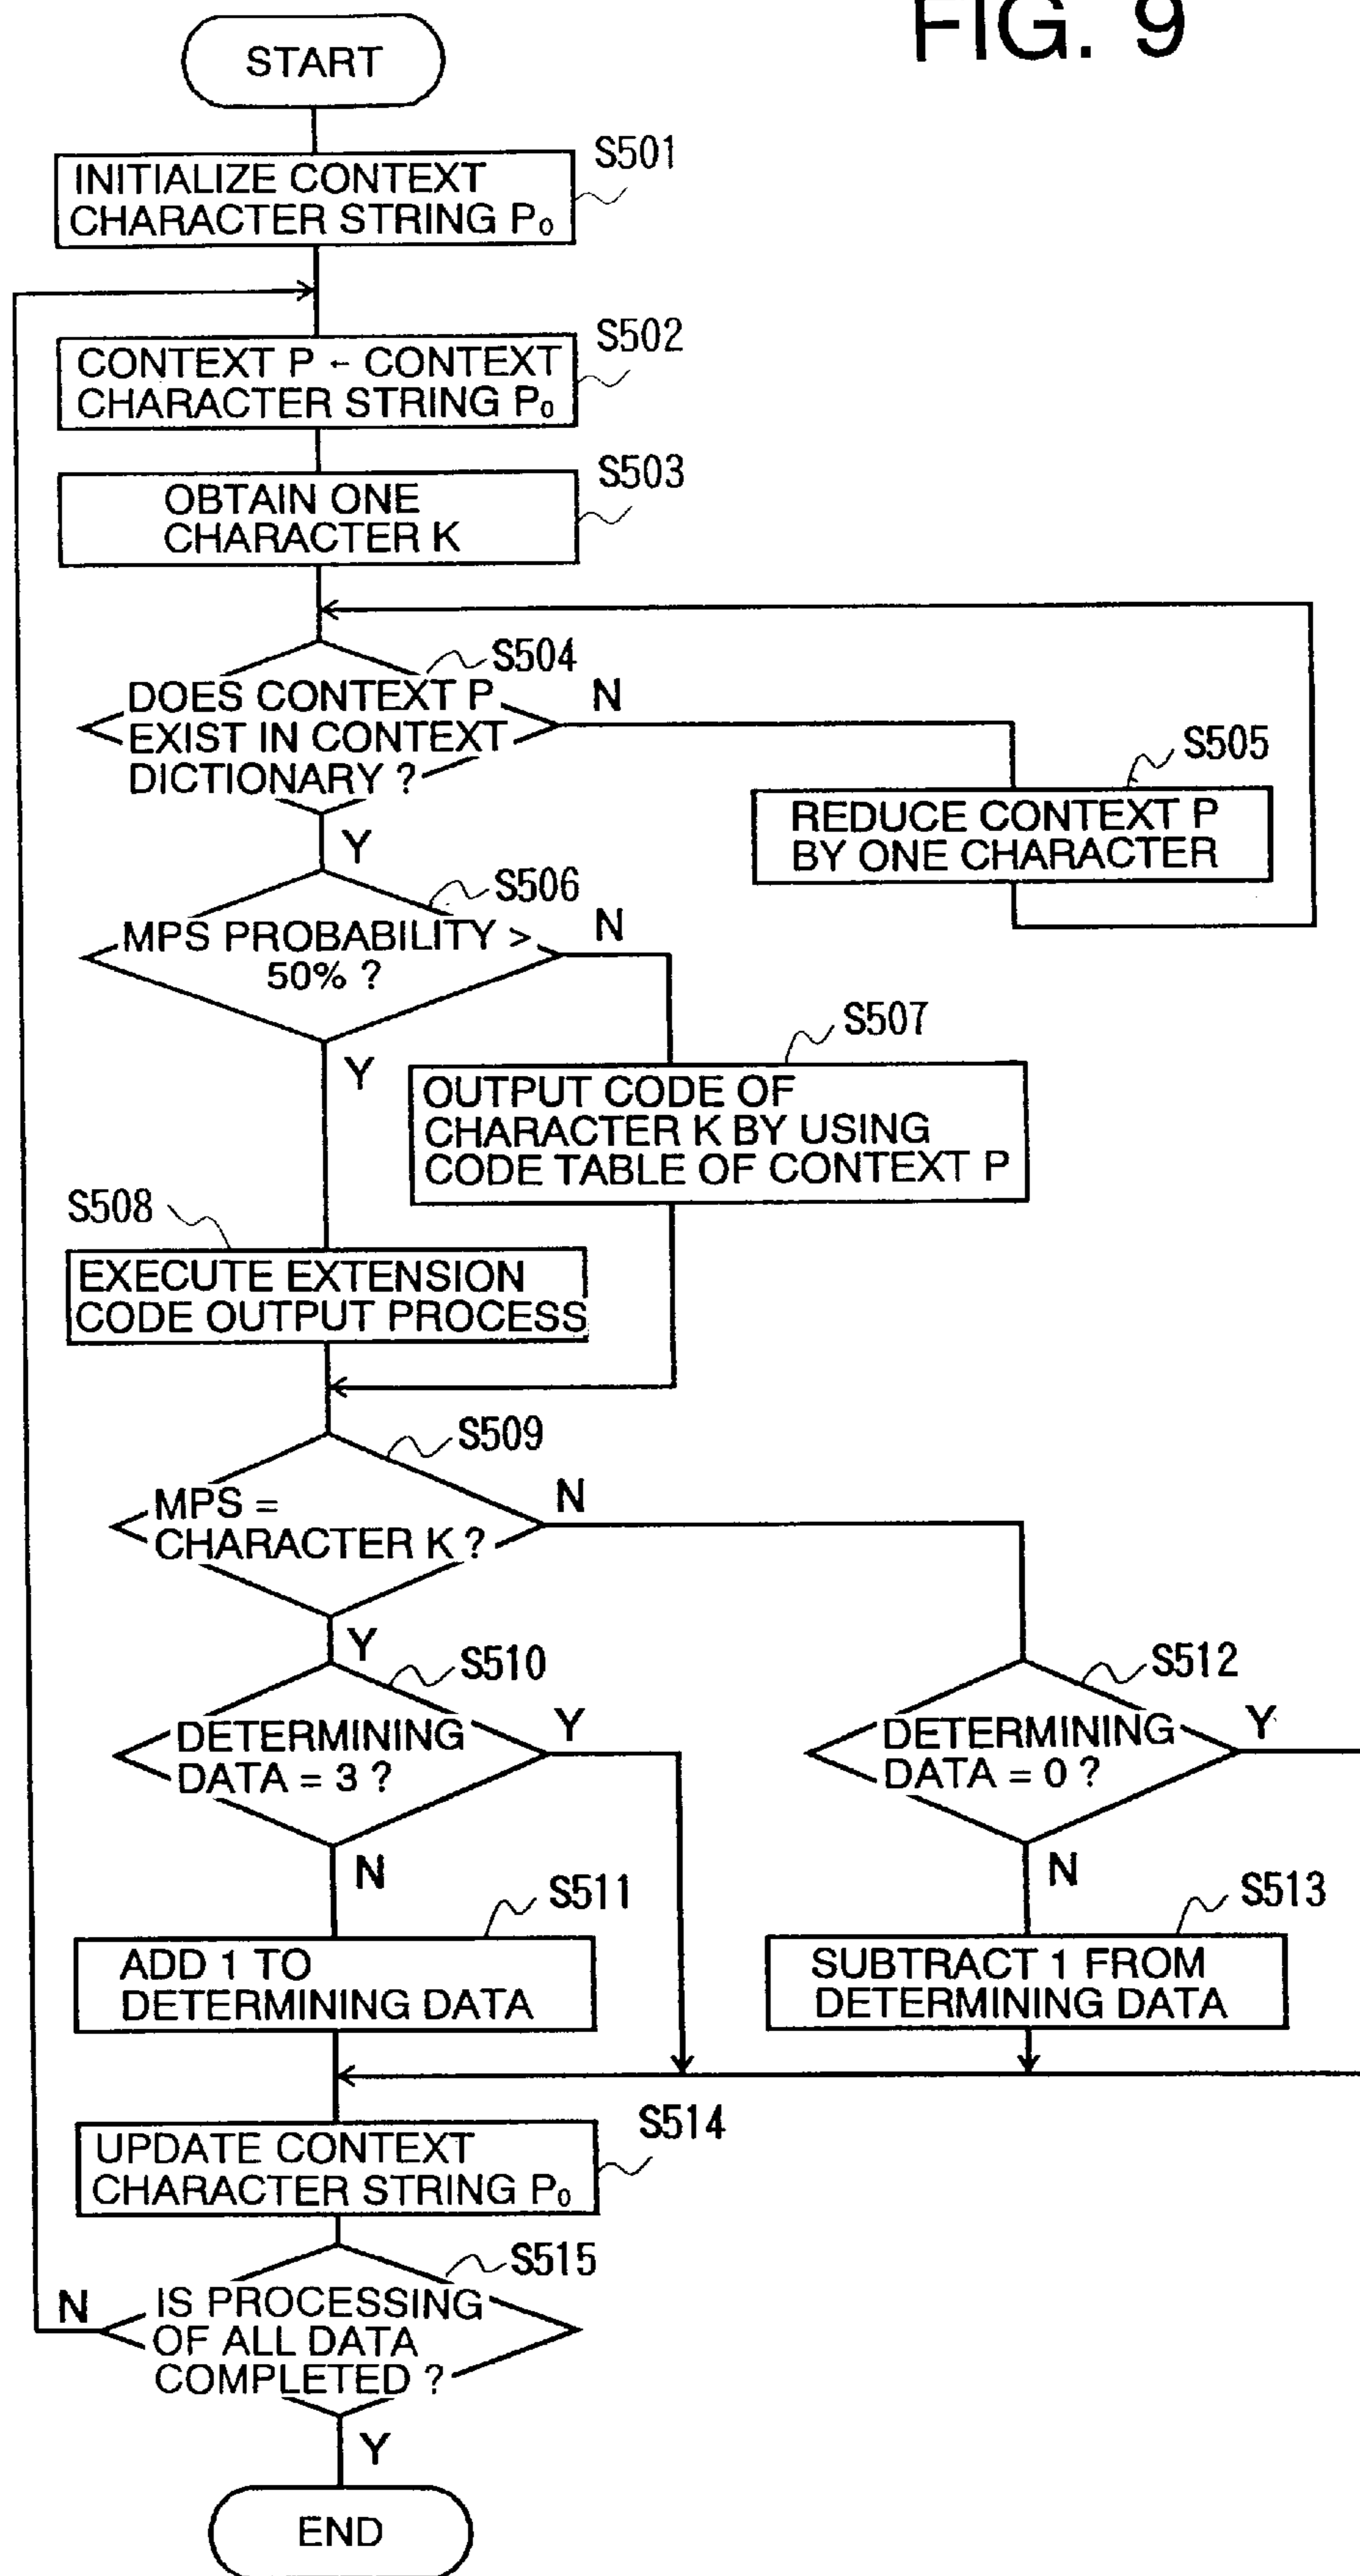 FIG. 9
START
S501
INITIALIZE CONTEXT
CHARACTER STRING P₀
S502
CONTEXT P ← CONTEXT
CHARACTER STRING P₀
S503
OBTAIN ONE
CHARACTER K
S504
DOES CONTEXT P
EXIST IN CONTEXT
DICTIONARY ?
N
Y
S505
REDUCE CONTEXT P
BY ONE CHARACTER
S506
MPS PROBABILITY >
50% ?
N
Y
S507
OUTPUT CODE OF
CHARACTER K BY USING
CODE TABLE OF CONTEXT P
S508
EXECUTE EXTENSION
CODE OUTPUT PROCESS
S509
MPS =
CHARACTER K ?
N
Y
S510
DETERMINING
DATA = 3 ?
Y
N
S512
DETERMINING
DATA = 0 ?
Y
N
S511
ADD 1 TO
DETERMINING DATA
S513
SUBTRACT 1 FROM
DETERMINING DATA
S514
UPDATE CONTEXT
CHARACTER STRING P₀
S515
IS PROCESSING
OF ALL DATA
COMPLETED ?
N
Y
END